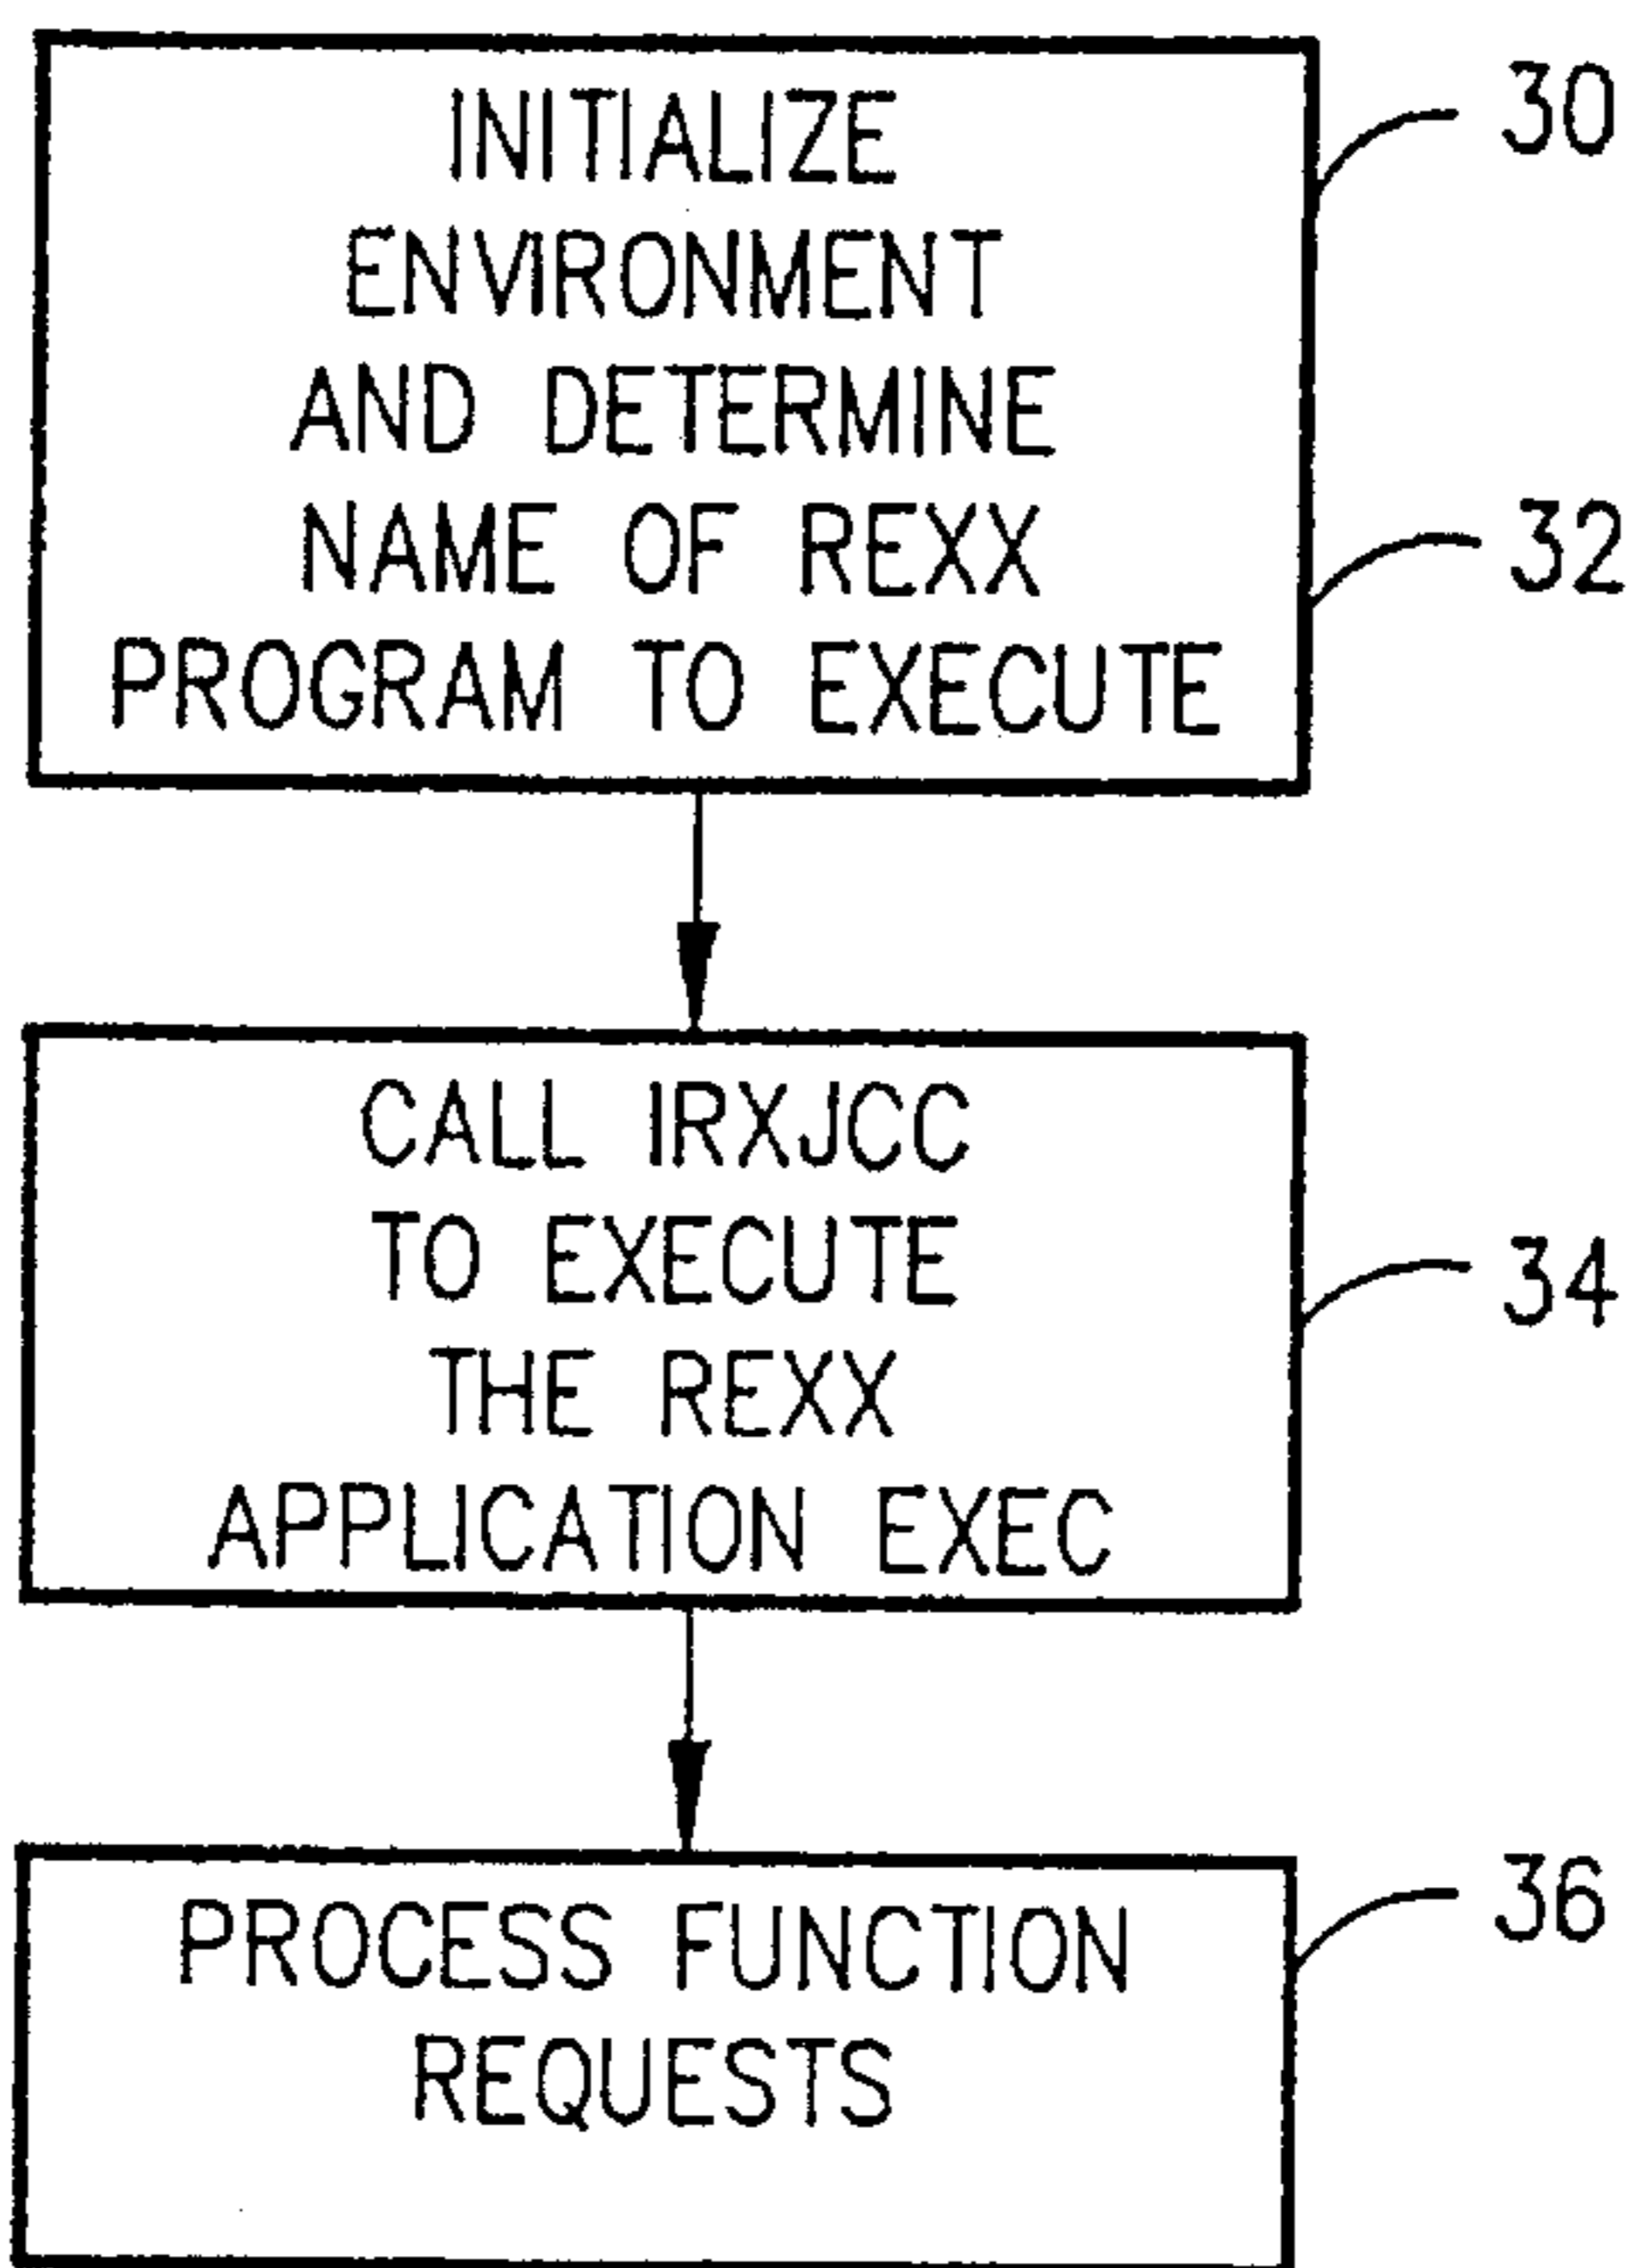 INITIALIZE
ENVIRONMENT
AND DETERMINE
NAME OF REXX
PROGRAM TO EXECUTE
30
32
CALL IRXJCC
TO EXECUTE
THE REXX
APPLICATION EXEC
34
PROCESS FUNCTION
REQUESTS
36